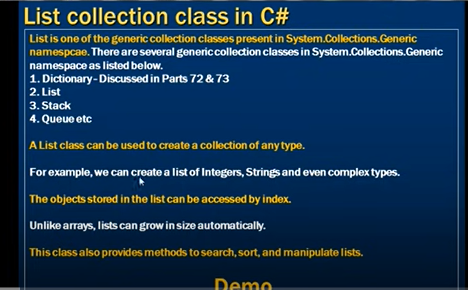 List collection class in C#
List is one of the generic collection classes present in System.Collections.Generic
namespcae. There are several generic collection classes in System.Collections.Generic
namespace as listed below.
1. Dictionary - Discussed in Parts 72 & 73
2. List
3. Stack
4. Queue etc
A List class can be used to create a collection of any type.
For example, we can create a list of Integers, Strings and even complex types.
The objects stored in the list can be accessed by index.
Unlike arrays, lists can grow in size automatically.
This class also provides methods to search, sort, and manipulate lists.
Demo